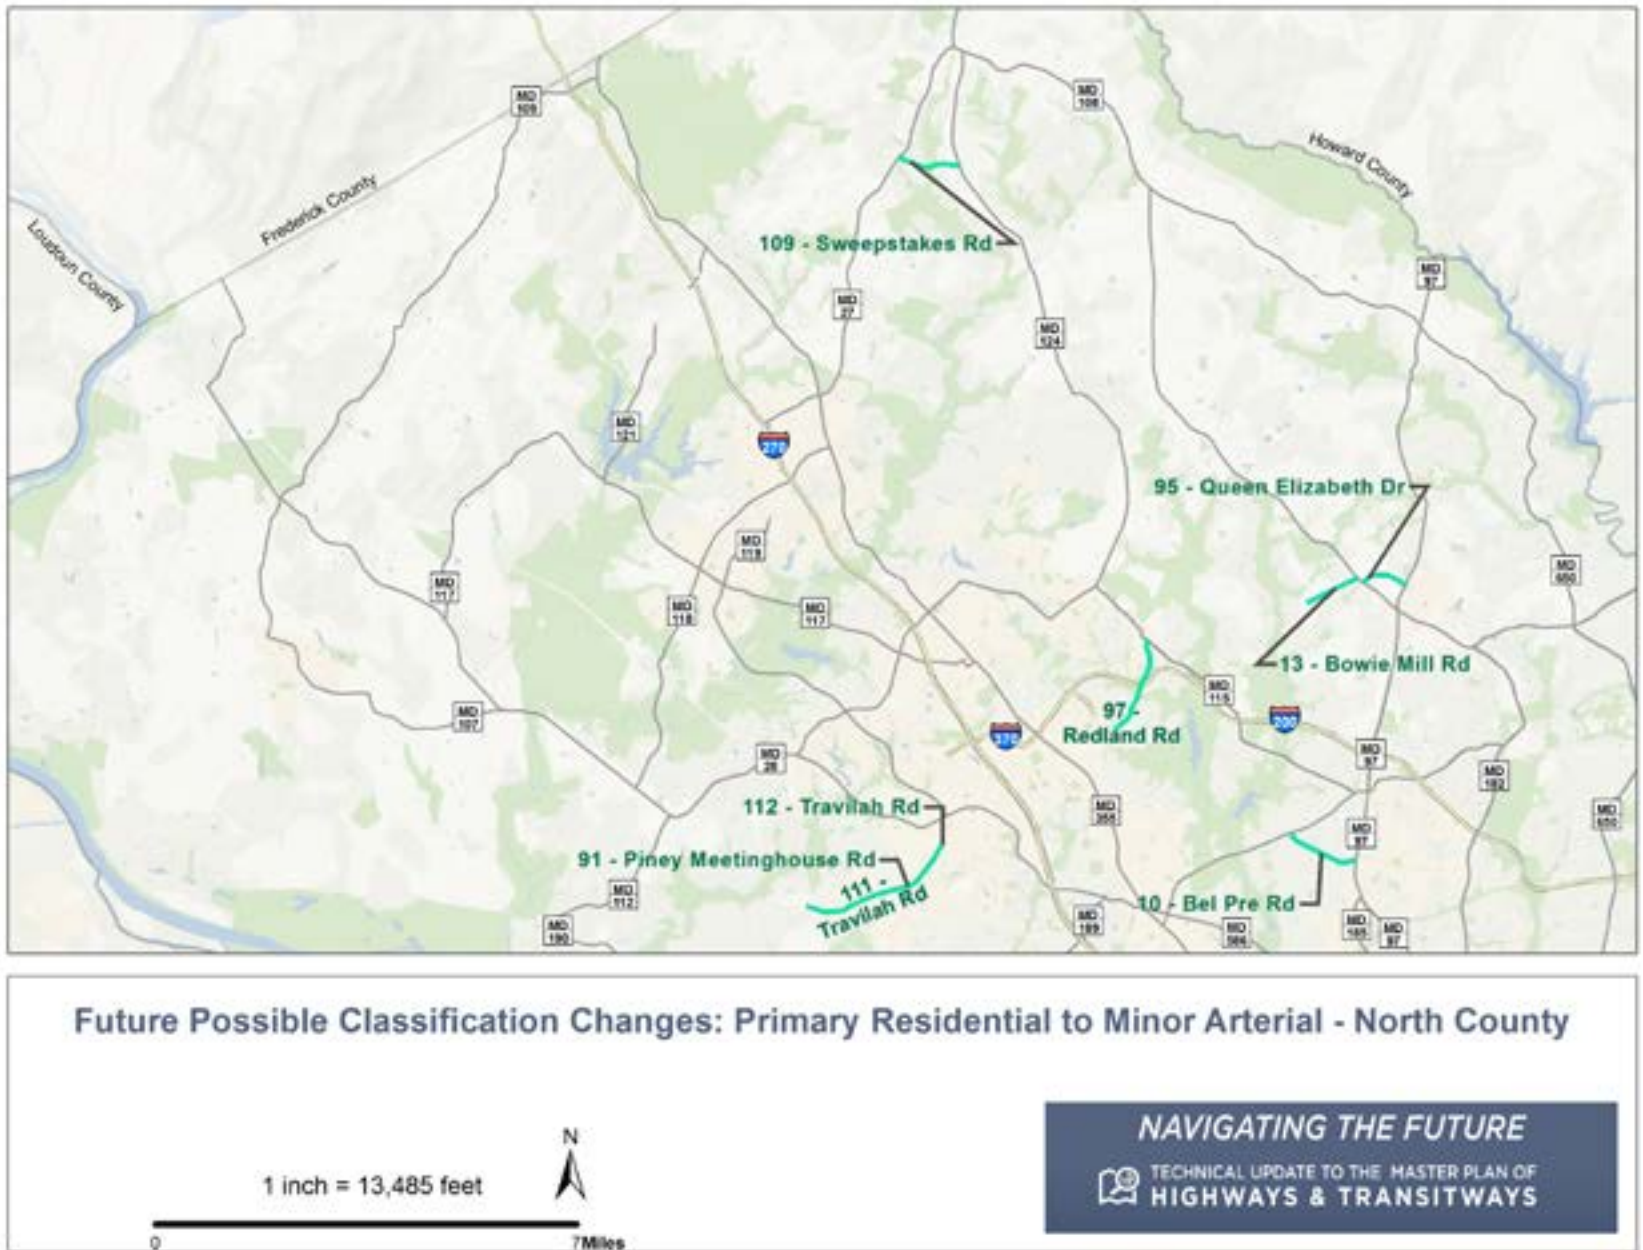 MD
109
MD
108
Howard County
Frederick County
Loudoun County
109 - Sweepstakes Rd
MD
97
MD
27
MD
124
MD
121
270
95 - Queen Elizabeth Dr
MD
119
MD
650
MD
117
MD
118
MD
117
13 - Bowie Mill Rd
MD
115
MD
107
97 -
Redland Rd
200
370
MD
28
MD
97
MD
182
112 - Travilah Rd
MD
355
MD
650
MD
97
91 - Piney Meetinghouse Rd
111 -
Travilah Rd
MD
112
10 - Bel Pre Rd
MD
190
MD
189
MD
586
MD
185
MD
97
Future Possible Classification Changes: Primary Residential to Minor Arterial - North County
N
1 inch = 13,485 feet
0
7Miles
NAVIGATING THE FUTURE
TECHNICAL UPDATE TO THE MASTER PLAN OF
HIGHWAYS & TRANSITWAYS